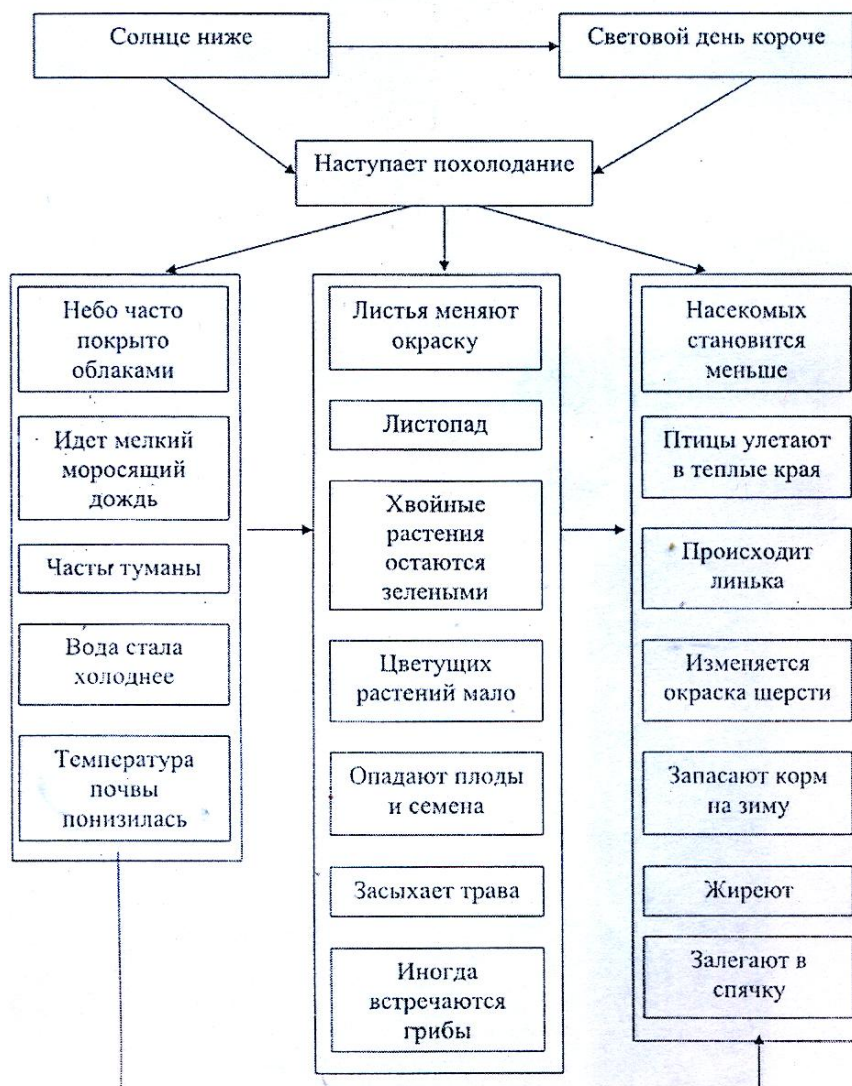 Солнце ниже
Световой день короче
Наступает похолодание
Небо часто
покрыто
облаками
Идет мелкий
моросящий
дождь
Часты туманы
Вода стала
холоднее
Температура
почвы
понизилась
Листья меняют
окраску
Листопад
Хвойные
растения
остаются
зелеными
Цветущих
растений мало
Опадают плоды
и семена
Засыхает трава
Иногда
встречаются
грибы
Насекомых
становится
меньше
Птицы улетают
в теплые края
Происходит
линька
Изменяется
окраска шерсти
Запасают корм
на зиму
Жиреют
Залегают в
спячку